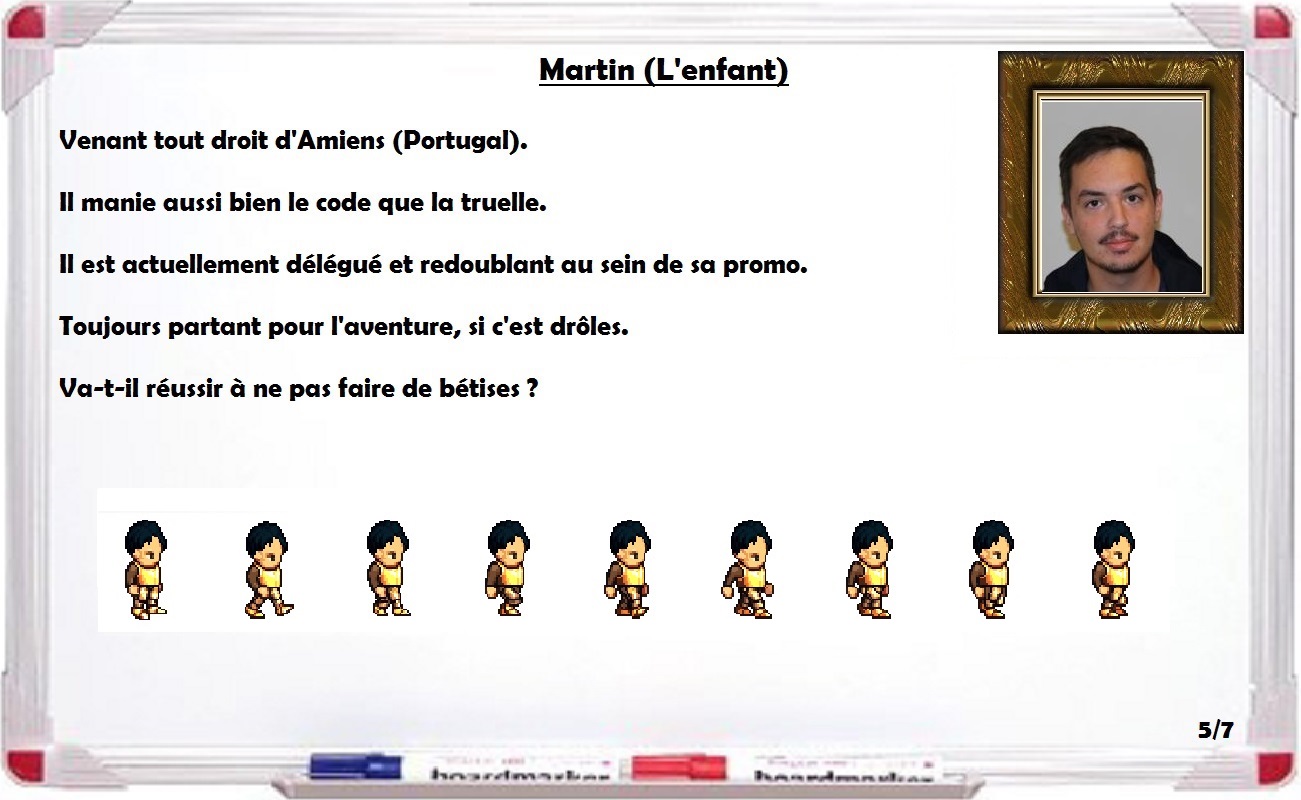 Martin (L'enfant)
Venant tout droit d'Amiens (Portugal).
Il manie aussi bien le code que la truelle.
Il est actuellement délégué et redoublant au sein de sa promo.
Toujours partant pour l'aventure, si c'est drôles.
Va-t-il réussir à ne pas faire de bétises ?
5/7
boardmarker boardmarker